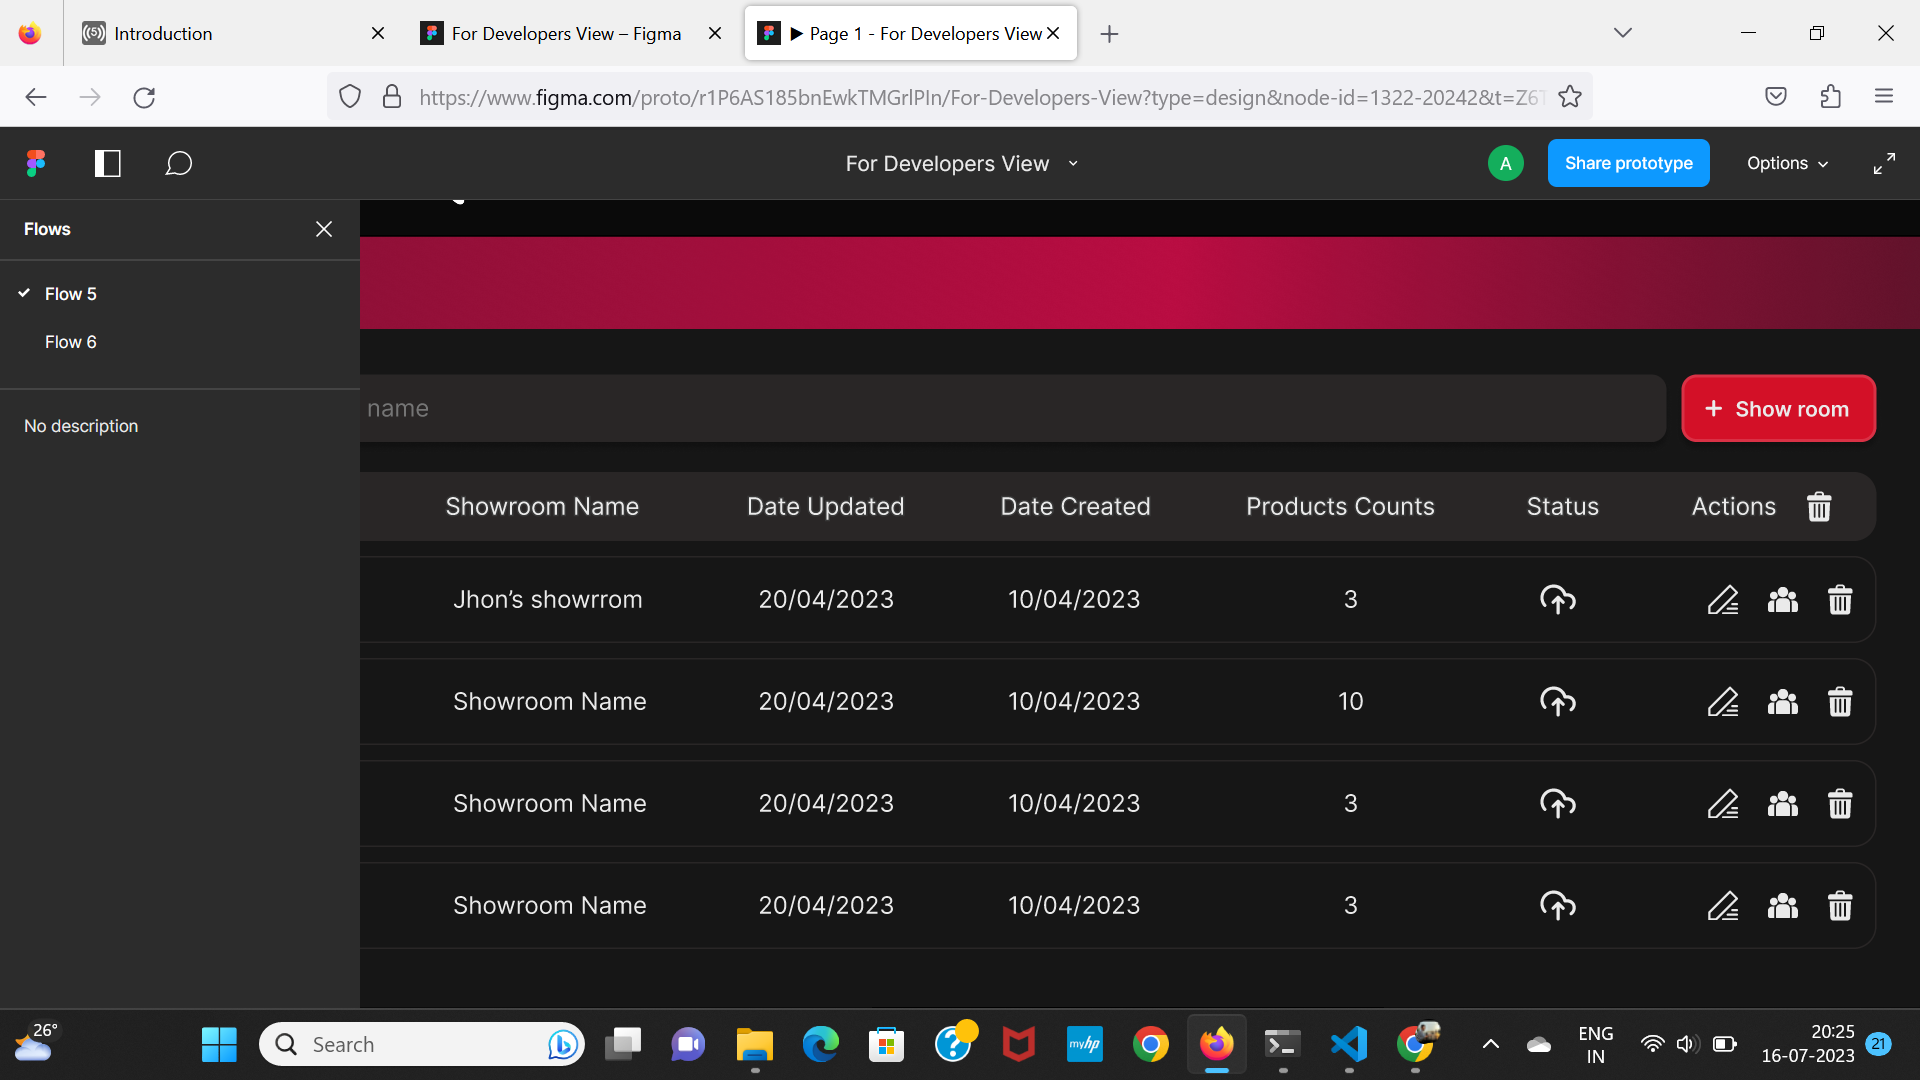 Introduction
For Developers View – Figma
▶ Page 1 - For Developers View
https://www.figma.com/proto/r1P6AS185bnEwkTMGrlPIn/For-Developers-View?type=design&node-id=1322-20242&t=Z6T
For Developers View
A
Share prototype
Options
Flows
Flow 5
Flow 6
No description
name
+ Show room
Showroom Name Date Updated Date Created Products Counts Status Actions
Jhon’s showrrom 20/04/2023 10/04/2023 3
Showroom Name 20/04/2023 10/04/2023 10
Showroom Name 20/04/2023 10/04/2023 3
Showroom Name 20/04/2023 10/04/2023 3
26°
Search
myhp
ENG
IN
20:25
16-07-2023
21